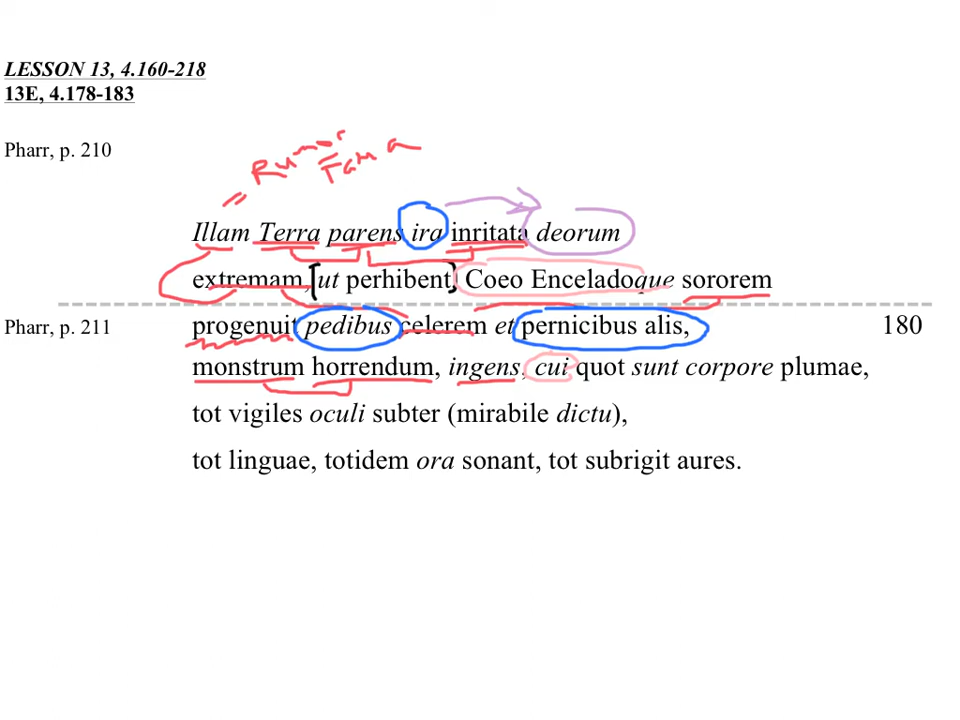 LESSON 13, 4.160-218
13E, 4.178-183
Pharr, p. 210
= Rumor
Fama
Illam Terra parens ira inritata deorum
extremam, [ut perhibent] Coeo Enceladoque sororem
Pharr, p. 211 progenuit pedibus celerem et pernicibus alis, 180
monstrum horrendum, ingens, cui quot sunt corpore plumae,
tot vigiles oculi subter (mirabile dictu),
tot linguae, totidem ora sonant, tot subrigit aures.